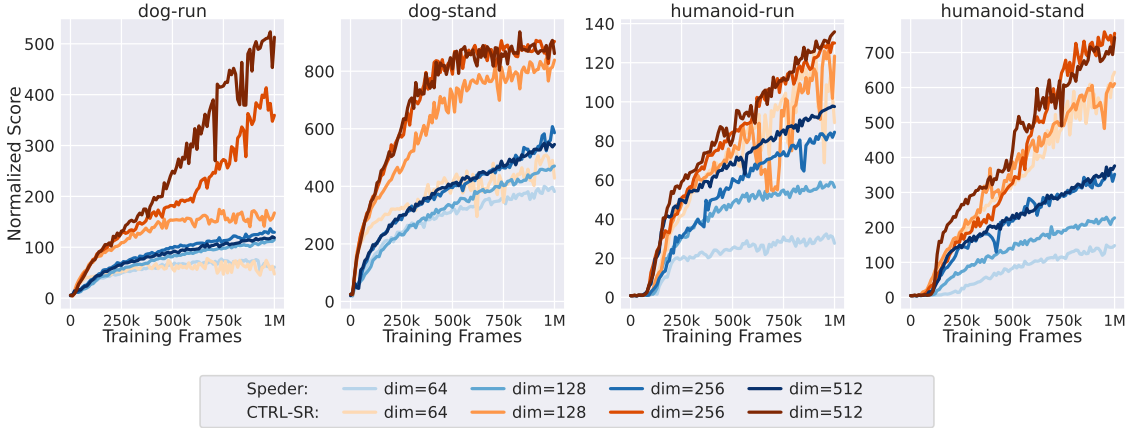 dog-run
dog-stand
humanoid-run
humanoid-stand
Normalized Score
500
400
300
200
100
0
800
600
400
200
0
140
120
100
80
60
40
20
0
700
600
500
400
300
200
100
0
0 250k 500k 750k 1M
0 250k 500k 750k 1M
0 250k 500k 750k 1M
0 250k 500k 750k 1M
Training Frames
Training Frames
Training Frames
Training Frames
Speder: dim=64 dim=128 dim=256 dim=512
CTRL-SR: dim=64 dim=128 dim=256 dim=512